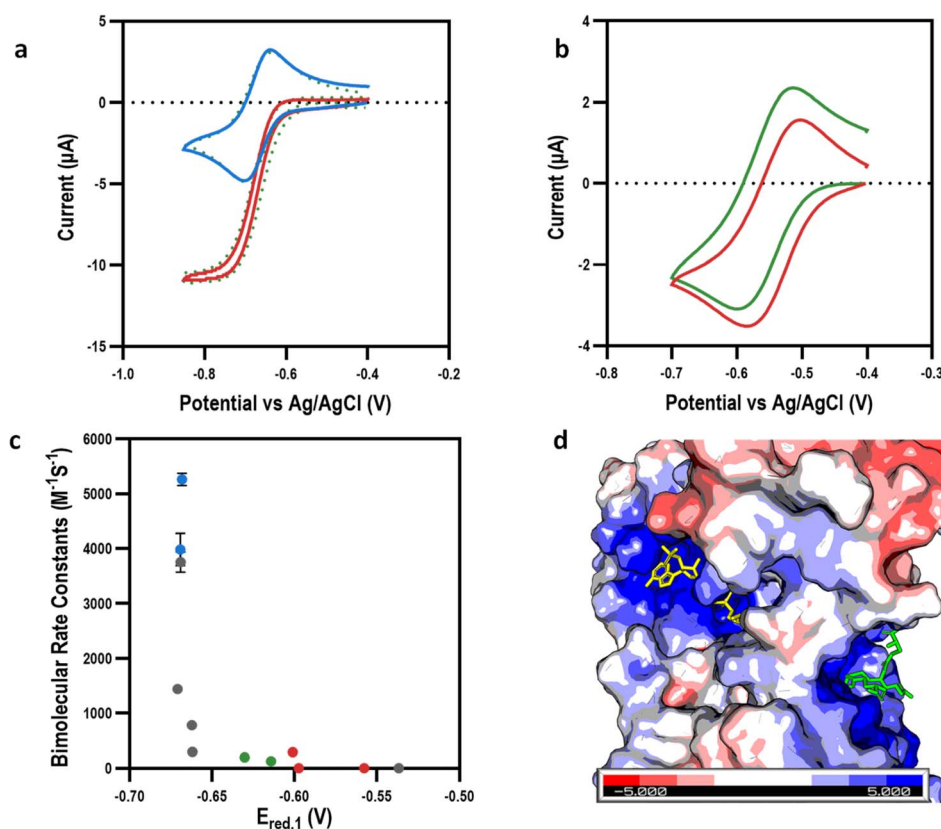 a
5
0
-5
-10
-15
-1.0 -0.8 -0.6 -0.4 -0.2
Current (µA)
Potential vs Ag/AgCl (V)
b
4
2
0
-2
-4
-0.8 -0.7 -0.6 -0.5 -0.4 -0.3
Current (µA)
Potential vs Ag/AgCl (V)
c
6000
5000
4000
3000
2000
1000
0
-0.70 -0.65 -0.60 -0.55 -0.50
Bimolecular Rate Constants (M⁻¹S⁻¹)
E_red,1 (V)
d
-5.000 5.000